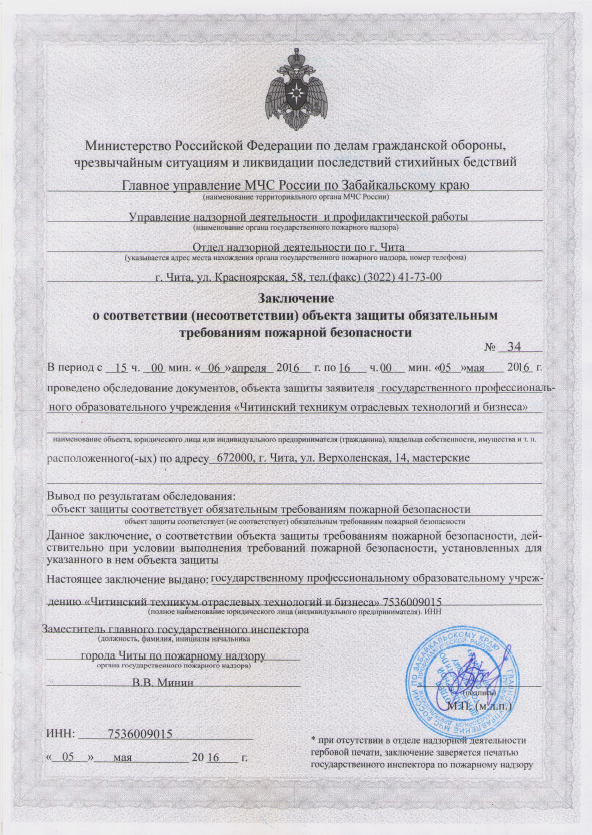 Министерство Российской Федерации по делам гражданской обороны,
чрезвычайным ситуациям и ликвидации последствий стихийных бедствий
Главное управление МЧС России по Забайкальскому краю
(наименование территориального органа МЧС России)
Управление надзорной деятельности и профилактической работы
(наименование органа государственного пожарного надзора)
Отдел надзорной деятельности по г. Чита
(указывается адрес места нахождения органа государственного пожарного надзора, номер телефона)
г. Чита, ул. Красноярская, 58, тел.(факс) (3022) 41-73-00
Заключение
о соответствии (несоответствии) объекта защиты обязательным
требованиям пожарной безопасности
№ 34
В период с 15 ч. 00 мин. «06» апреля 2016 г. по 16 ч. 00 мин. «05» мая 2016 г.
проведено обследование документов, объекта защиты заявителя государственного профессиональ-
ного образовательного учреждения «Читинский техникум отраслевых технологий и бизнеса»
наименование объекта, юридического лица или индивидуального предпринимателя (гражданина), владельца собственности, имущества и т. п.
расположенного(-ых) по адресу 672000, г. Чита, ул. Верхоленская, 14, мастерские
Вывод по результатам обследования:
объект защиты соответствует обязательным требованиям пожарной безопасности
объект защиты соответствует (не соответствует) обязательным требованиям пожарной безопасности
Данное заключение, о соответствии объекта защиты требованиям пожарной безопасности, дей-
ствительно при условии выполнения требований пожарной безопасности, установленных для
указанного в нем объекта защиты
Настоящее заключение выдано: государственному профессиональному образовательному учреж-
дению «Читинский техникум отраслевых технологий и бизнеса» 7536009015
(полное наименование юридического лица (индивидуального предпринимателя). ИНН
Заместитель главного государственного инспектора
(должность, фамилия, инициалы начальника
города Читы по пожарному надзору
органа государственного пожарного надзора)
В.В. Минин
(подпись)
М.П. (м.л.п.)
ИНН: 7536009015
«05» мая 2016 г.
* при отсутствии в отделе надзорной деятельности
гербовой печати, заключение заверяется печатью
государственного инспектора по пожарному надзору